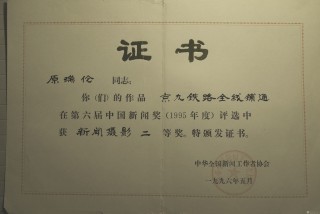 证书
原瑞伦 同志:
你(们)的作品 京九铁路全线铺通
在第六届中国新闻奖(1995年度)评选中
获 新闻摄影 二 等奖。特颁发证书。
中华全国新闻工作者协会
一九九六年五月